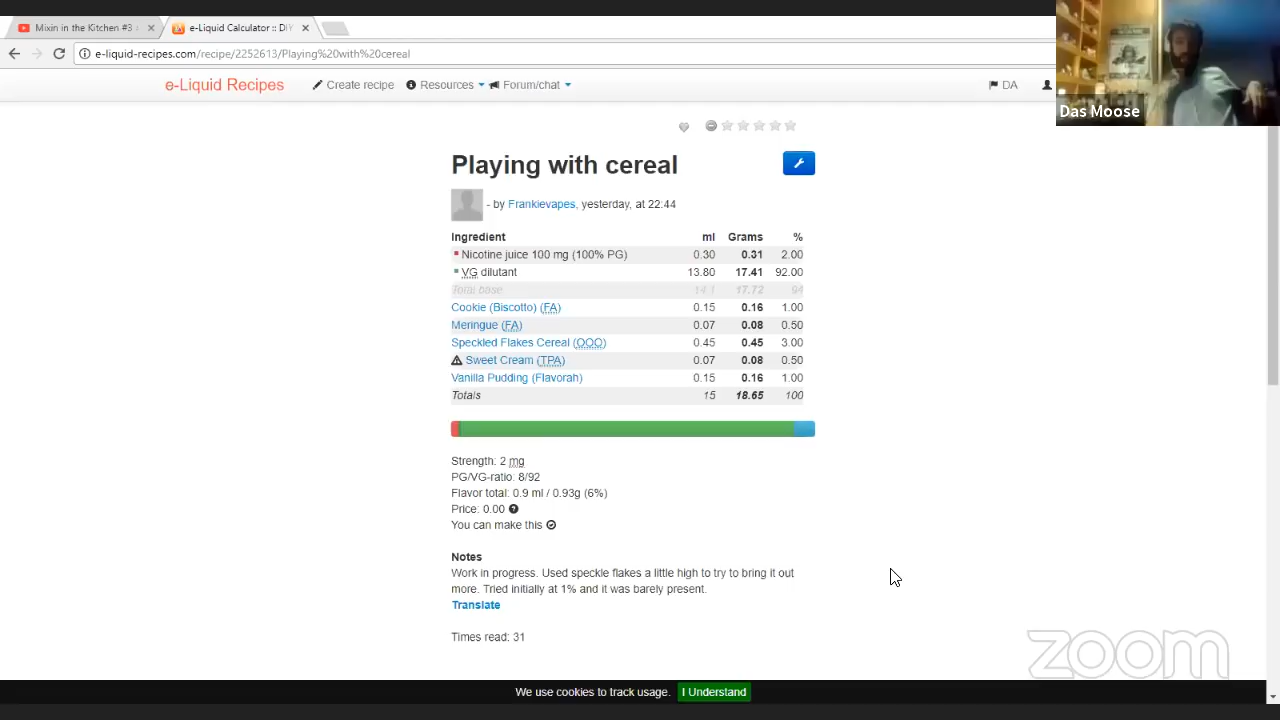 Mixin in the Kitchen #3
e-Liquid Calculator :: DiY
e-liquid-recipes.com/recipe/2252613/Playing%20with%20cereal
e-Liquid Recipes Create recipe Resources Forum/chat DA
Das Moose
Playing with cereal
- by Frankievapes, yesterday, at 22:44
Ingredient ml Grams %
Nicotine juice 100 mg (100% PG) 0.30 0.31 2.00
VG dilutant 13.80 17.41 92.00
Total base 14.1 17.72 94
Cookie (Biscotto) (FA) 0.15 0.16 1.00
Meringue (FA) 0.07 0.08 0.50
Speckled Flakes Cereal (OOO) 0.45 0.45 3.00
Sweet Cream (TPA) 0.07 0.08 0.50
Vanilla Pudding (Flavorah) 0.15 0.16 1.00
Totals 15 18.65 100
Strength: 2 mg
PG/VG-ratio: 8/92
Flavor total: 0.9 ml / 0.93g (6%)
Price: 0.00
You can make this
Notes
Work in progress. Used speckle flakes a little high to try to bring it out
more. Tried initially at 1% and it was barely present.
Translate
Times read: 31
zoom
We use cookies to track usage. I Understand